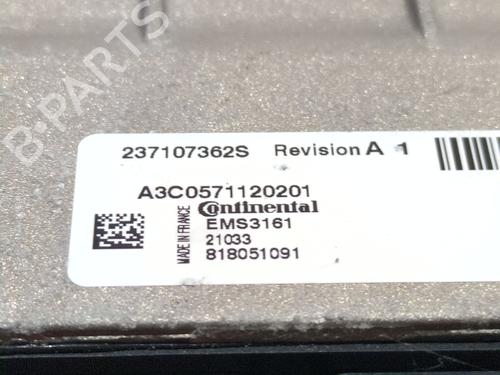 B-PARTS
237107362S Revision A 1
A3C0571120201
Continental
MADE IN FRANCE
EMS3161
21033
818051091